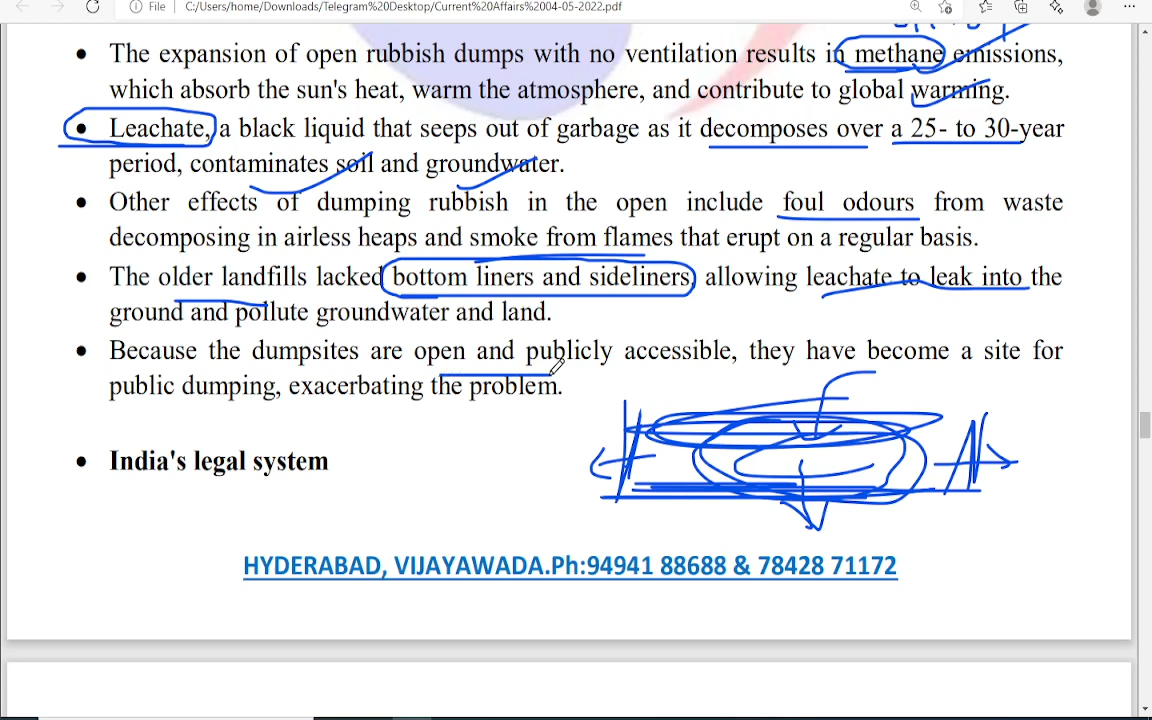 File
C:/Users/home/Downloads/Telegram%20Desktop/Current%20Affairs%2004-05-2022.pdf
• The expansion of open rubbish dumps with no ventilation results in methane emissions,
which absorb the sun's heat, warm the atmosphere, and contribute to global warming.
• Leachate, a black liquid that seeps out of garbage as it decomposes over a 25- to 30-year
period, contaminates soil and groundwater.
• Other effects of dumping rubbish in the open include foul odours from waste
decomposing in airless heaps and smoke from flames that erupt on a regular basis.
• The older landfills lacked bottom liners and sideliners, allowing leachate to leak into the
ground and pollute groundwater and land.
• Because the dumpsites are open and publicly accessible, they have become a site for
public dumping, exacerbating the problem.
• India's legal system
HYDERABAD, VIJAYAWADA.Ph:94941 88688 & 78428 71172